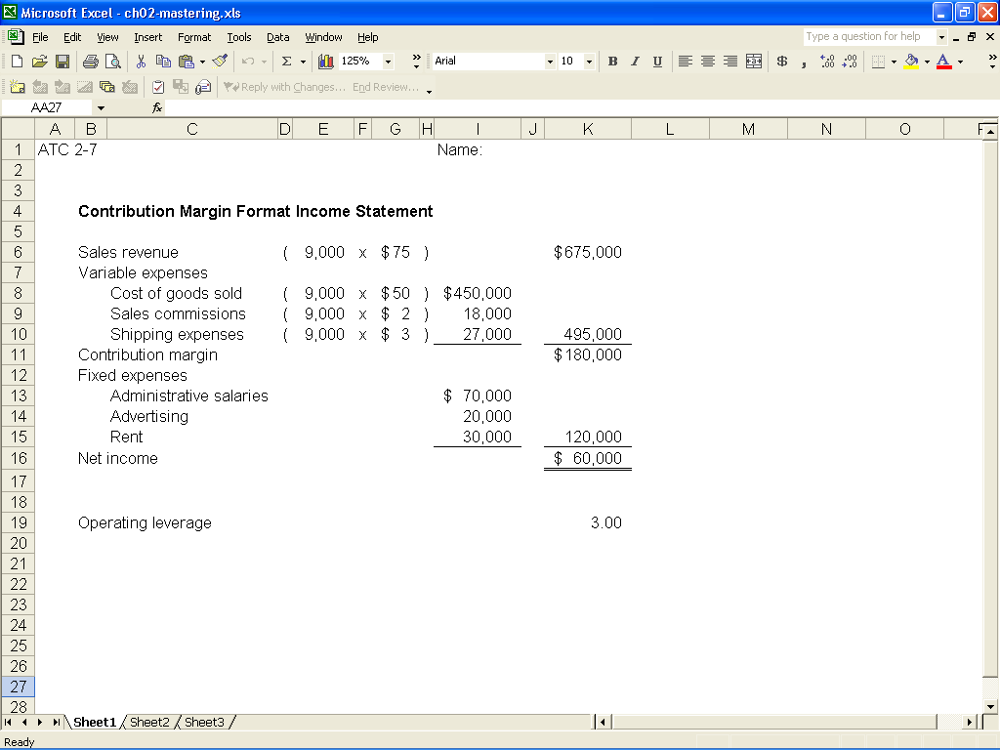 Microsoft Excel - ch02-mastering.xls
File Edit View Insert Format Tools Data Window Help Type a question for help
Σ 125% » Arial 10 B I U $ , .00 »
Reply with Changes... End Review...
AA27 fx
A B C D E F G H I J K L M N O
1 ATC 2-7 Name:
2
3
4 Contribution Margin Format Income Statement
5
6 Sales revenue ( 9,000 x $75 ) $675,000
7 Variable expenses
8 Cost of goods sold ( 9,000 x $50 ) $450,000
9 Sales commissions ( 9,000 x $ 2 ) 18,000
10 Shipping expenses ( 9,000 x $ 3 ) 27,000 495,000
11 Contribution margin $180,000
12 Fixed expenses
13 Administrative salaries $ 70,000
14 Advertising 20,000
15 Rent 30,000 120,000
16 Net income $ 60,000
17
18
19 Operating leverage 3.00
20
21
22
23
24
25
26
27
28
Sheet1 Sheet2 Sheet3
Ready